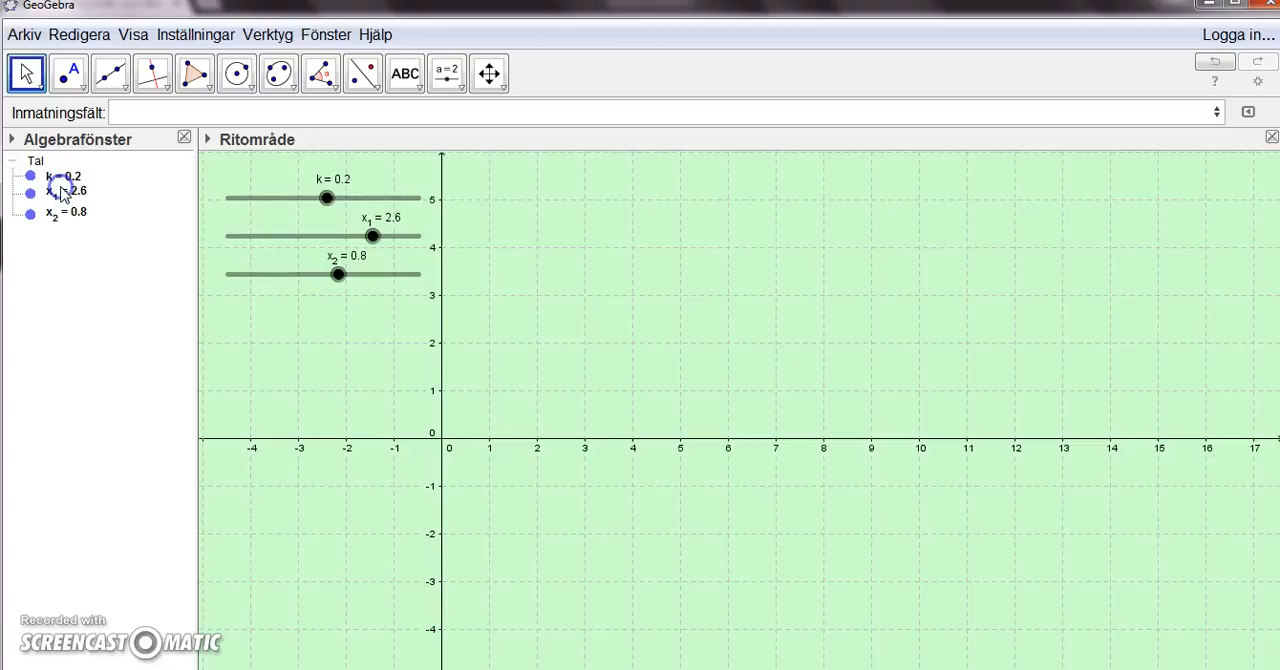 GeoGebra
Arkiv Redigera Visa Inställningar Verktyg Fönster Hjälp Logga in...
A ABC a=2 ?
Inmatningsfält:
Algebrafönster Ritområde
Tal
k = 0.2
x1 = 2.6
x2 = 0.8
k = 0.2
x1 = 2.6
x2 = 0.8
5
4
3
2
1
0
-4 -3 -2 -1 0 1 2 3 4 5 6 7 8 9 10 11 12 13 14 15 16 17
-1
-2
-3
-4
Recorded with
SCREENCAST MATIC